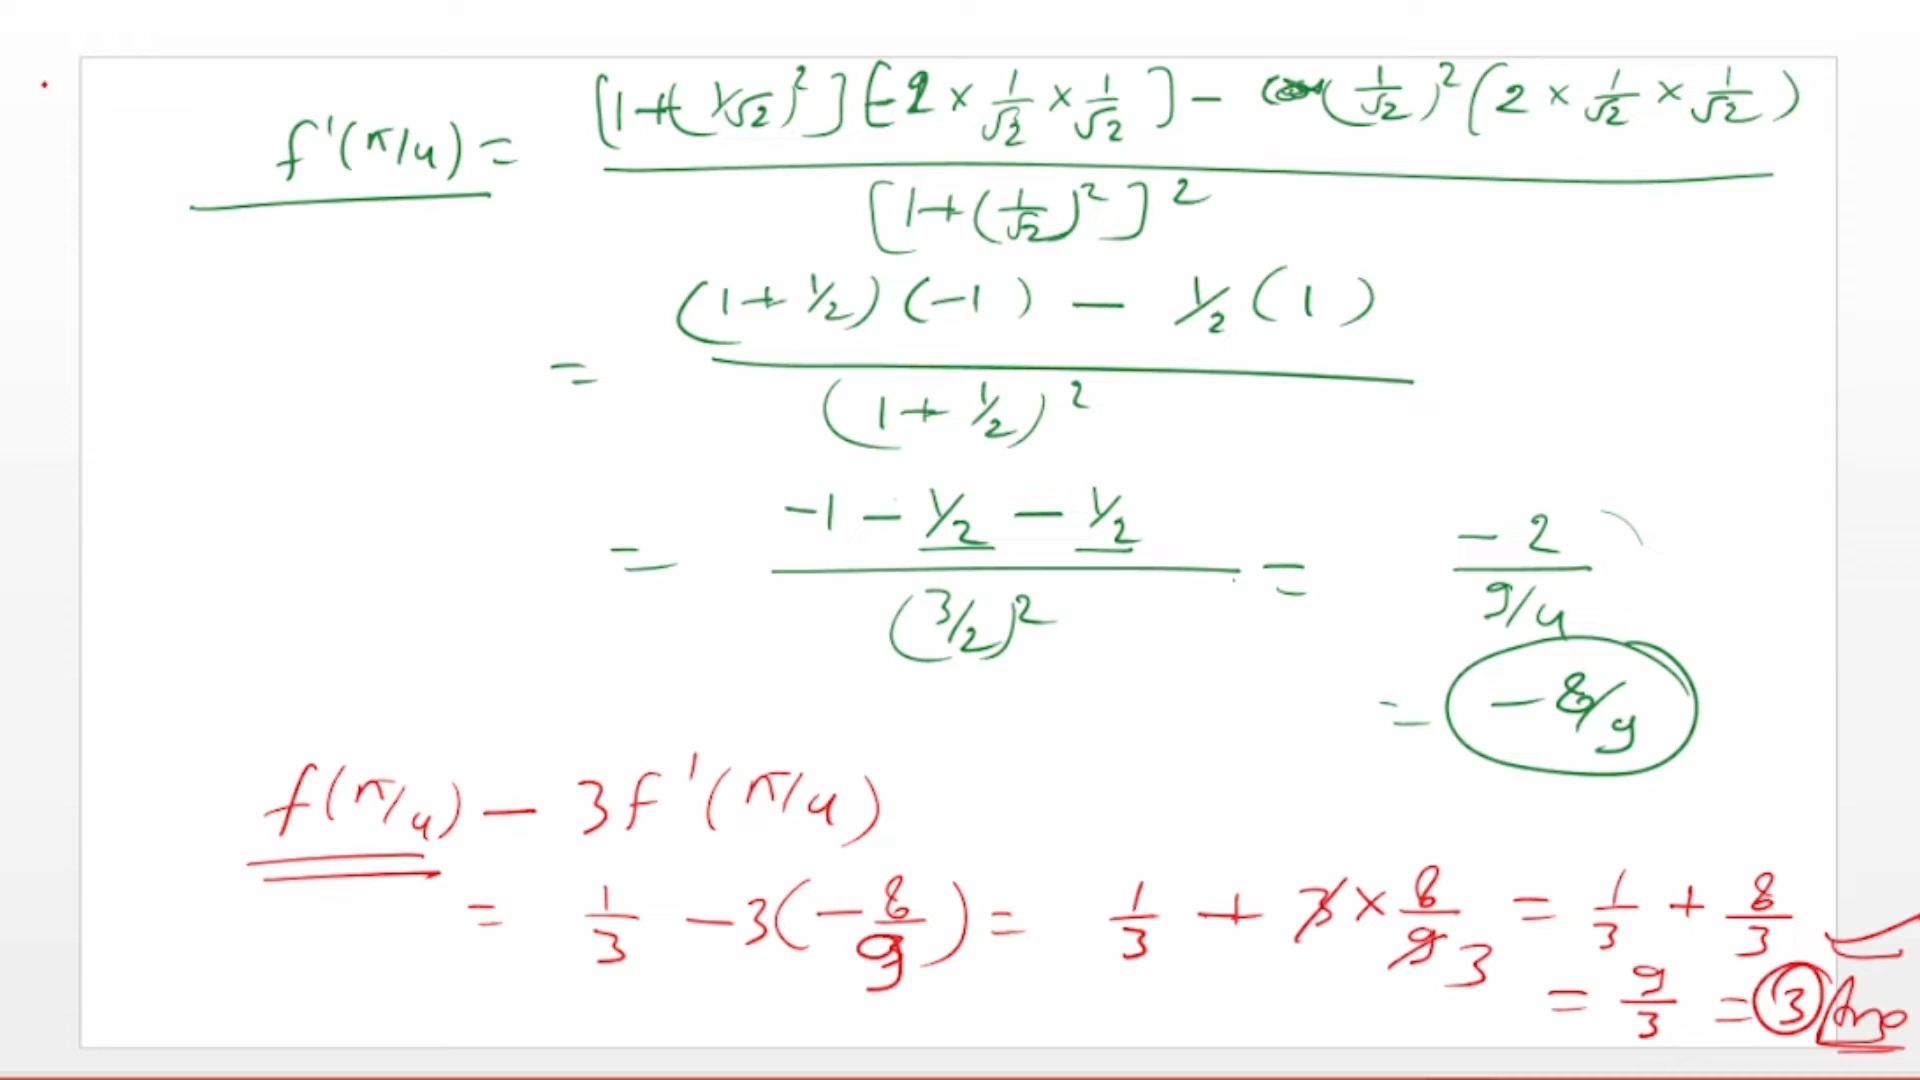 f'(π/4) = [1+(1/√2)²][-2 × 1/√2 × 1/√2] - (1/√2)²(2 × 1/√2 × 1/√2) / [1+(1/√2)²]²
= (1+1/2)(-1) - 1/2(1) / (1+1/2)²
= -1 - 1/2 - 1/2 / (3/2)² = -2 / 9/4
= -8/9
f(π/4) - 3f'(π/4)
= 1/3 - 3(-8/9) = 1/3 + 3 × 8/9 3 = 1/3 + 8/3
= 9/3 = 3 Ans